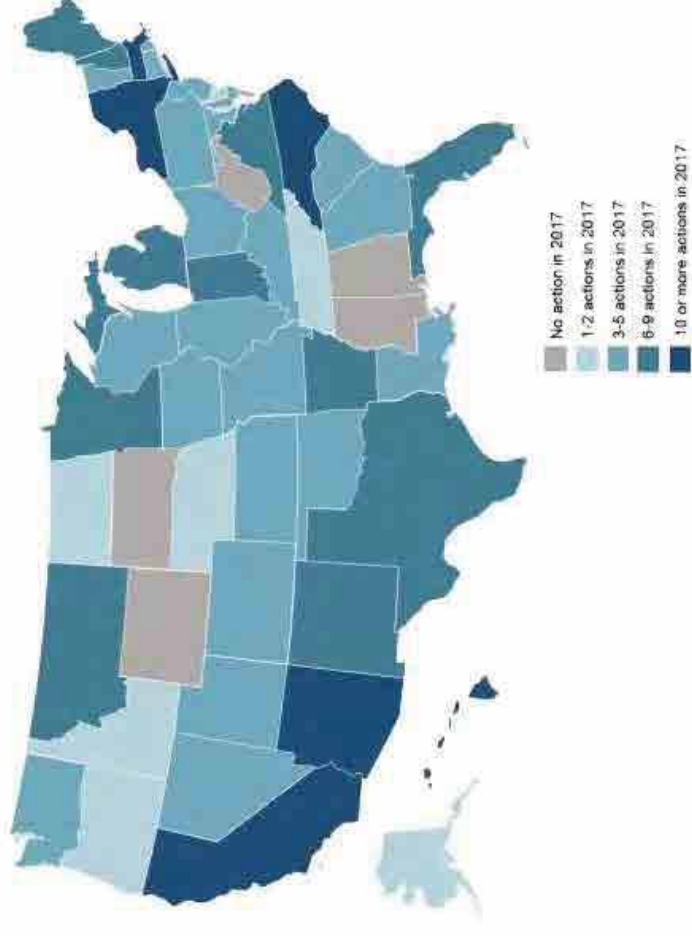 No action in 2017
1-2 actions in 2017
3-5 actions in 2017
6-9 actions in 2017
10 or more actions in 2017